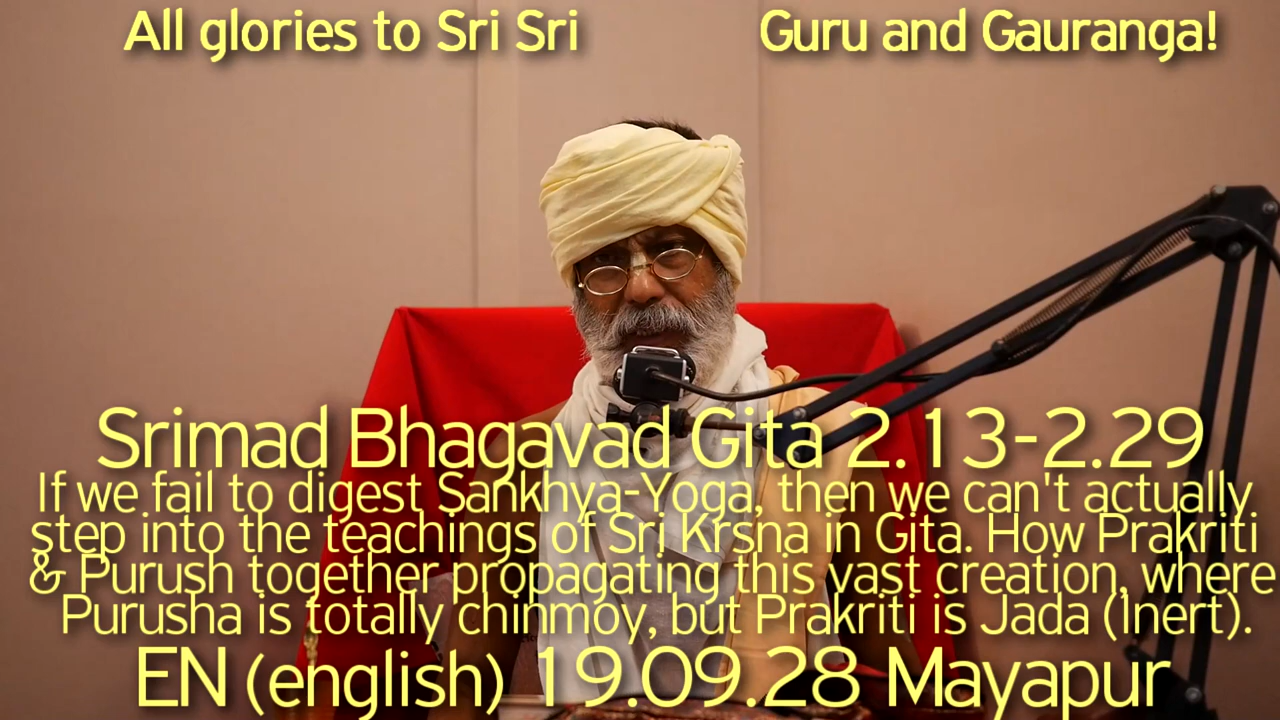 All glories to Sri Sri Guru and Gauranga!
Srimad Bhagavad Gita 2.13-2.29
If we fail to digest Sankhya-Yoga, then we can't actually
step into the teachings of Sri Krsna in Gita. How Prakriti
& Purush together propagating this vast creation, where
Purusha is totally chinmoy, but Prakriti is Jada (Inert).
EN (english) 19.09.28 Mayapur